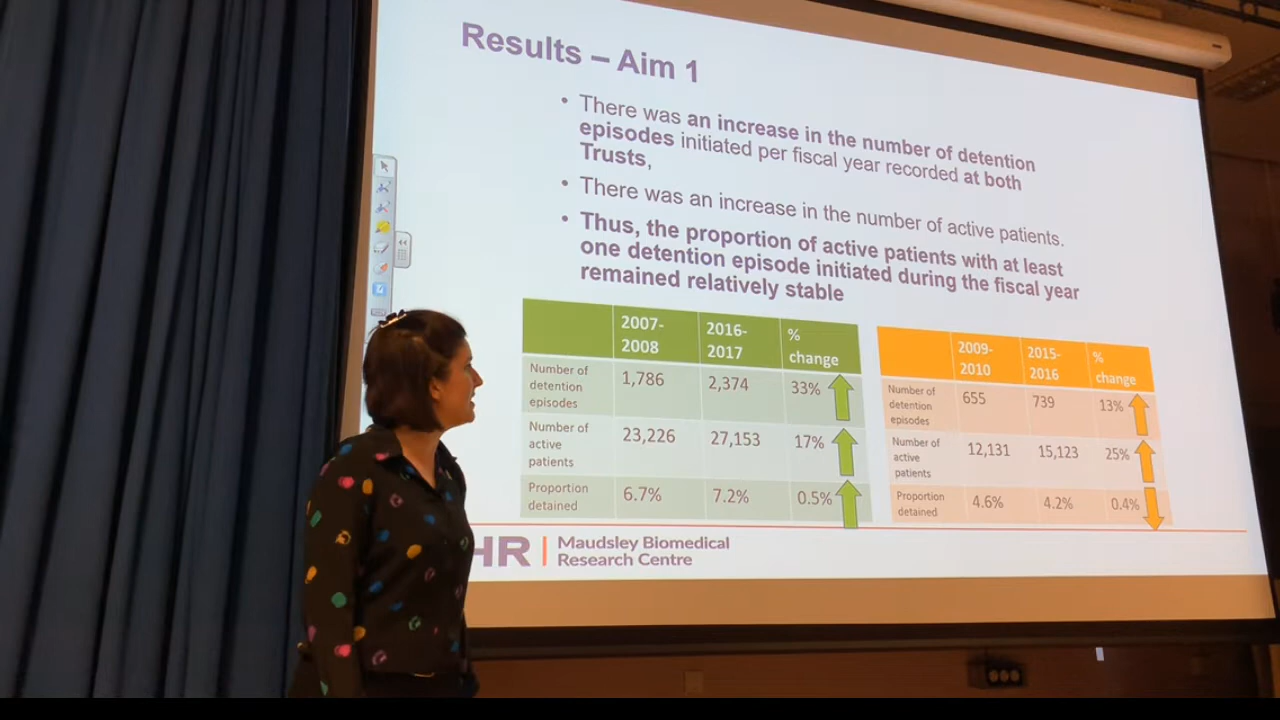 Results – Aim 1
• There was an increase in the number of detention
episodes initiated per fiscal year recorded at both
Trusts,
• There was an increase in the number of active patients.
• Thus, the proportion of active patients with at least
one detention episode initiated during the fiscal year
remained relatively stable
2007-
2008
2016-
2017
%
change
Number of
detention
episodes
1,786
2,374
33%
Number of
active
patients
23,226
27,153
17%
Proportion
detained
6.7%
7.2%
0.5%
2009-
2010
2015-
2016
%
change
Number of
detention
episodes
655
739
13%
Number of
active
patients
12,131
15,123
25%
Proportion
detained
4.6%
4.2%
0.4%
HR
Maudsley Biomedical
Research Centre